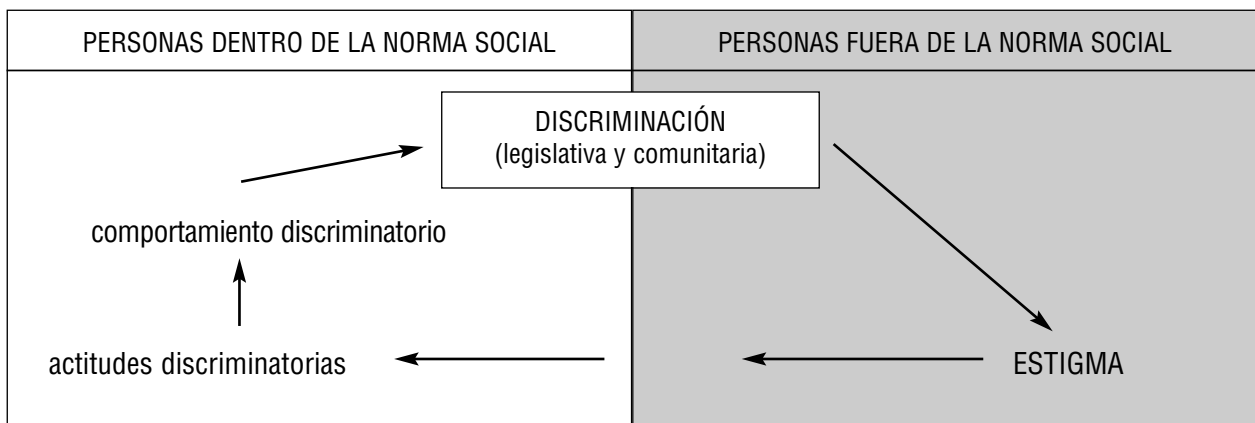 PERSONAS DENTRO DE LA NORMA SOCIAL
PERSONAS FUERA DE LA NORMA SOCIAL
DISCRIMINACIÓN
(legislativa y comunitaria)
comportamiento discriminatorio
actitudes discriminatorias
ESTIGMA